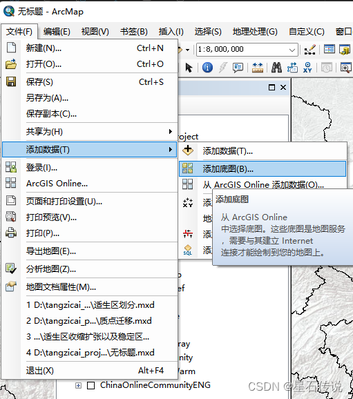 无标题 - ArcMap
文件(F) 编辑(E) 视图(V) 书签(B) 插入(I) 选择(S) 地理处理(G) 自定义(C)
新建(N)... Ctrl+N
打开(O)... Ctrl+O
1:8,000,000
保存(S) Ctrl+S
另存为(A)...
保存副本(C)...
共享为(H)
roject
添加数据(T)
添加数据(T)...
登录(I)...
添加底图(B)...
ArcGIS Online...
从 ArcGIS Online 添加数据(O)...
页面和打印设置(U)...
添加底图
打印预览(V)...
从 ArcGIS Online
中选择底图。这些底图是地图服务
，需要与其建立 Internet
连接才能绘制到您的地图上。
打印(P)...
导出地图(E)...
分析地图(Z)...
地图文档属性(M)...
1 D:\tangzicai_...\适生区划分.mxd
2 D:\tangzicai_p...\质点迁移.mxd
3 ...\适生区收缩扩张以及稳定区...
4 D:\tangzicai_proj...\无标题.mxd
退出(X) Alt+F4
ChinaOnlineCommunityENG
CSDN @星石传说